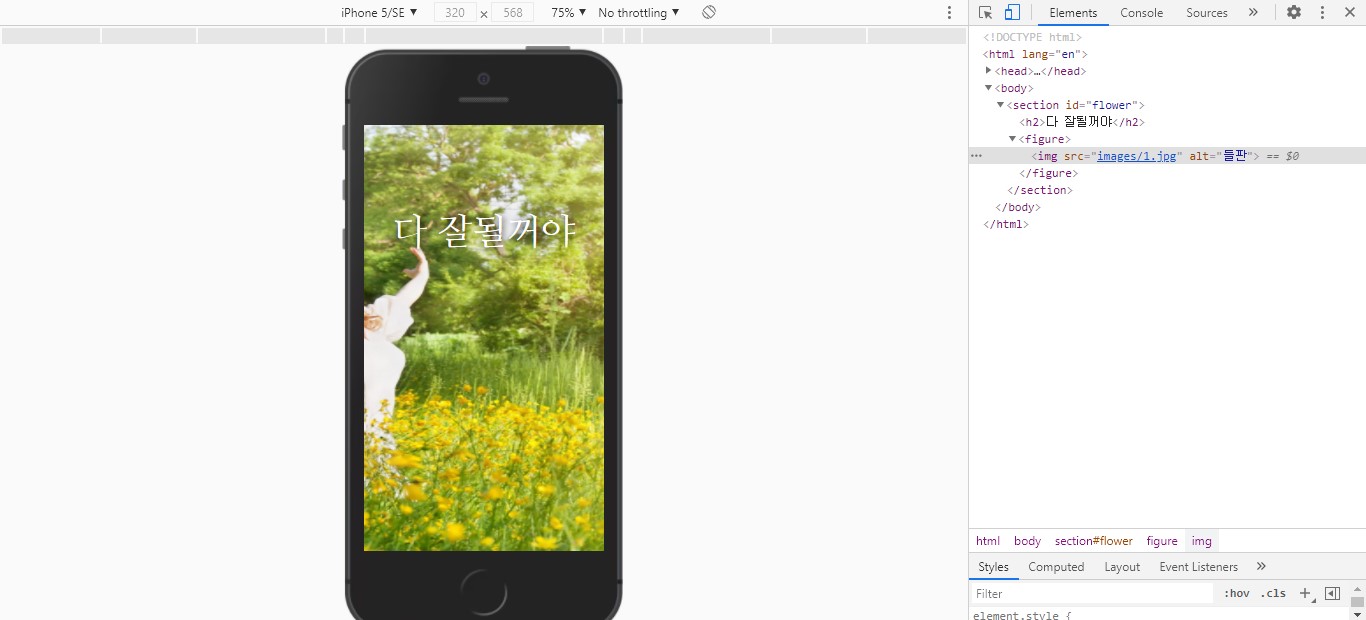 iPhone 5/SE ▼ 320 × 568 75% ▼ No throttling ▼
다 잘될꺼야
Elements Console Sources »
<!DOCTYPE html>
<html lang="en">
▶<head>…</head>
▼<body>
▼<section id="flower">
<h2>다 잘될꺼야</h2>
▼<figure>
… <img src="images/1.jpg" alt="들판"> == $0
</figure>
</section>
</body>
</html>
html body section#flower figure img
Styles Computed Layout Event Listeners »
Filter :hov .cls +
element.style {